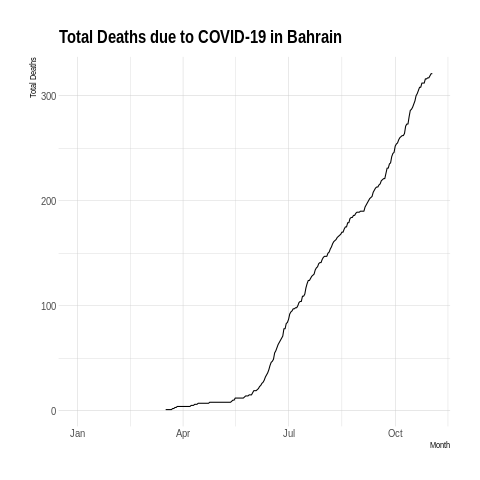 Total Deaths due to COVID-19 in Bahrain
Total Deaths
300
200
100
0
Jan Apr Jul Oct
Month